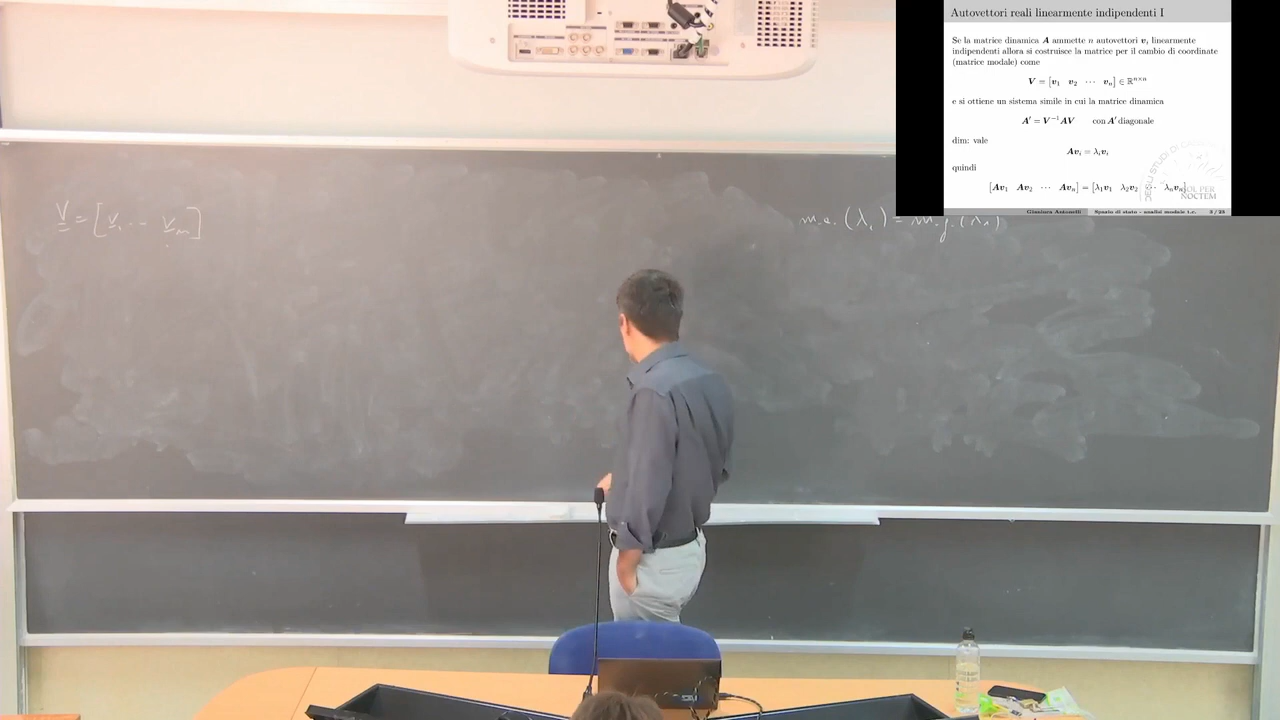 Autovettori reali linearmente indipendenti I
Se la matrice dinamica A ammette n autovettori vᵢ linearmente
indipendenti allora si costruisce la matrice per il cambio di coordinate
(matrice modale) come
V = [v₁ v₂ ⋯ vₙ] ∈ ℝⁿˣⁿ
e si ottiene un sistema simile in cui la matrice dinamica
A′ = V⁻¹AV con A′ diagonale
dim: vale
Avᵢ = λᵢvᵢ
quindi
[Av₁ Av₂ ⋯ Avₙ] = [λ₁v₁ λ₂v₂ ⋯ λₙvₙ]
Gianluca Antonelli Spazio di stato - analisi modale t.c. 3 / 23
V = [v₁ ... vₙ]
m.a.(λᵢ) = m.g.(λᵢ)